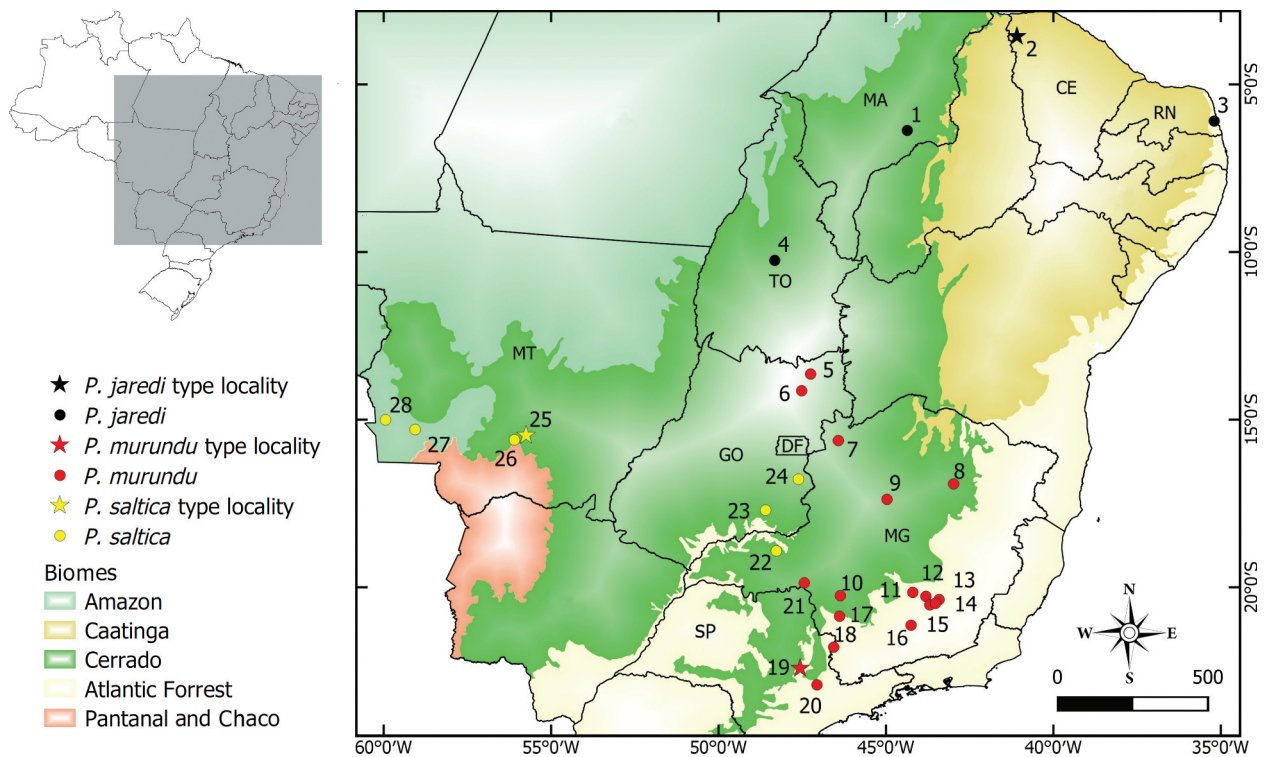 P. jaredi type locality
P. jaredi
P. murundu type locality
P. murundu
P. saltica type locality
P. saltica
Biomes
Amazon
Caatinga
Cerrado
Atlantic Forrest
Pantanal and Chaco
2
CE
MA
1
RN
3
4
TO
MT
5
6
28
25
27
26
GO
DF
7
24
9
8
23
MG
22
21
10
11
12
13
17
14
15
16
SP
18
19
20
N
W
E
S
0
500
5°0'S
10°0'S
15°0'S
20°0'S
60°0'W
55°0'W
50°0'W
45°0'W
40°0'W
35°0'W